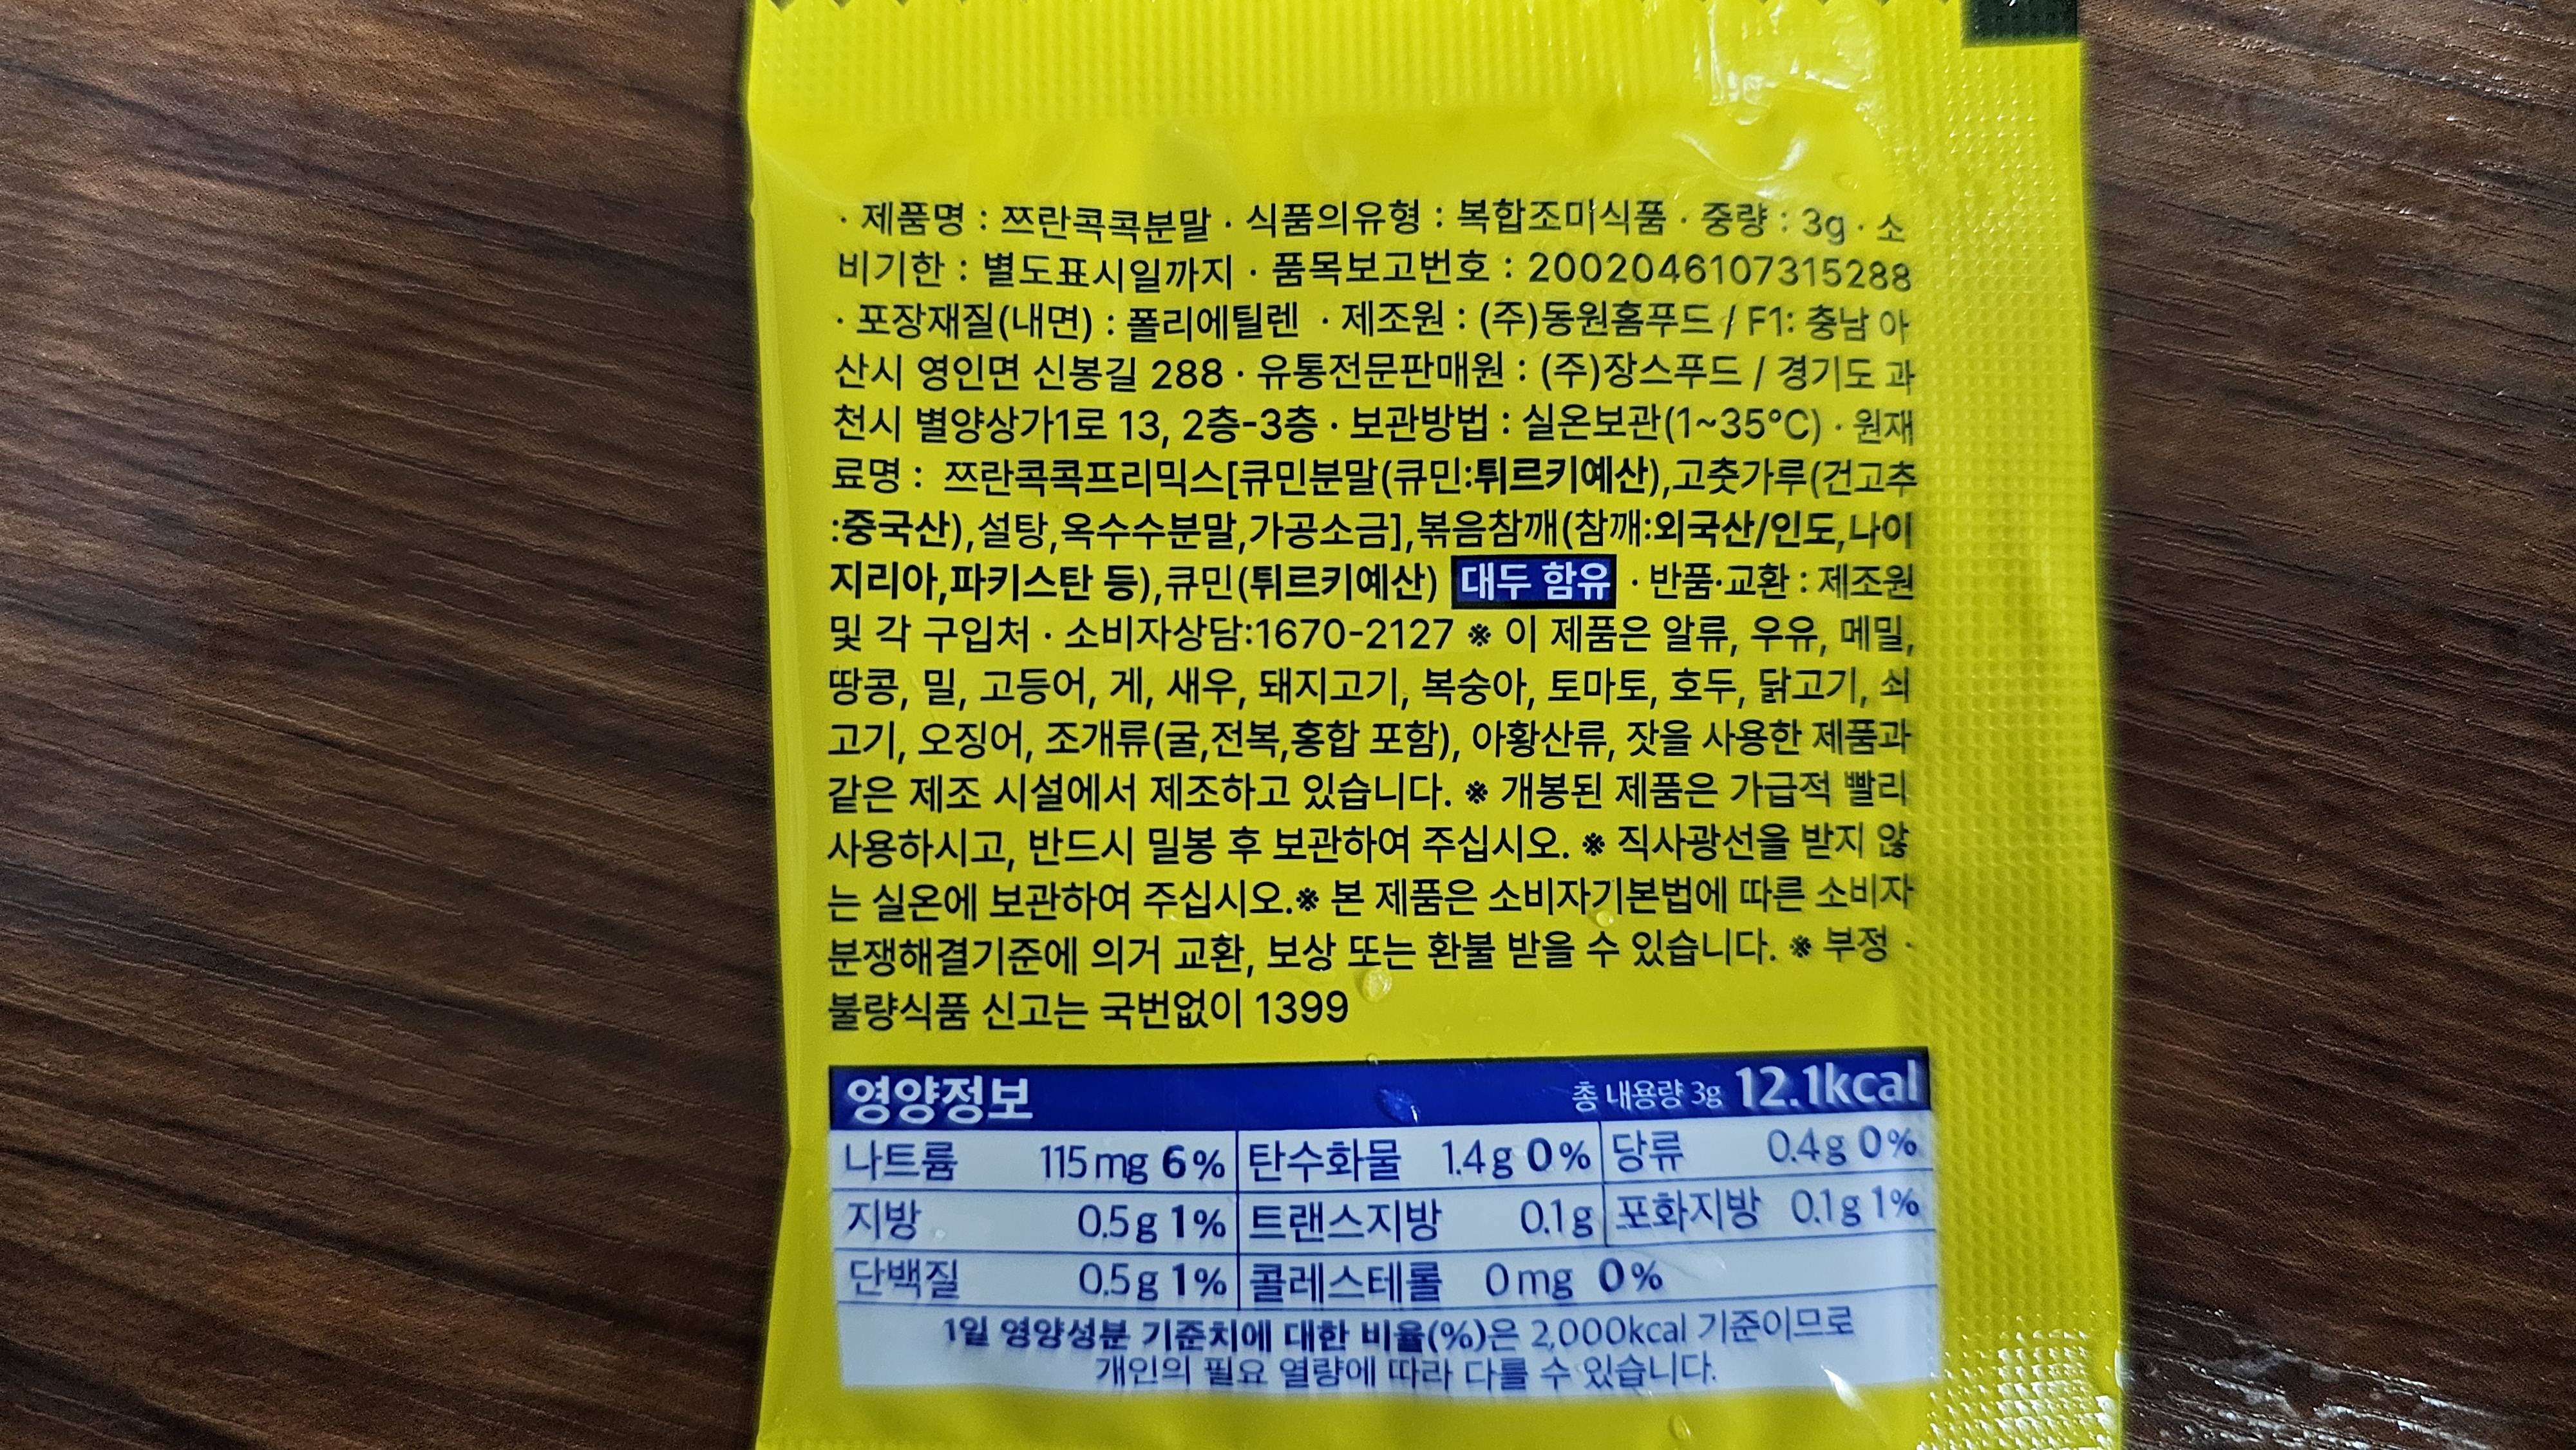 · 제품명 : 쯔란콕콕분말 · 식품의유형 : 복합조미식품 · 중량 : 3g · 소
비기한 : 별도표시일까지 · 품목보고번호 : 2002046107315288
· 포장재질(내면) : 폴리에틸렌 · 제조원 : (주)동원홈푸드 / F1: 충남 아
산시 영인면 신봉길 288 · 유통전문판매원 : (주)장스푸드 / 경기도 과
천시 별양상가1로 13, 2층-3층 · 보관방법 : 실온보관(1~35℃) · 원재
료명 : 쯔란콕콕프리믹스[큐민분말(큐민:튀르키예산),고춧가루(건고추
:중국산),설탕,옥수수분말,가공소금],볶음참깨(참깨:외국산/인도,나이
지리아,파키스탄 등),큐민(튀르키예산) 대두 함유 · 반품·교환 : 제조원
및 각 구입처 · 소비자상담:1670-2127 ※ 이 제품은 알류, 우유, 메밀,
땅콩, 밀, 고등어, 게, 새우, 돼지고기, 복숭아, 토마토, 호두, 닭고기, 쇠
고기, 오징어, 조개류(굴,전복,홍합 포함), 아황산류, 잣을 사용한 제품과
같은 제조 시설에서 제조하고 있습니다. ※ 개봉된 제품은 가급적 빨리
사용하시고, 반드시 밀봉 후 보관하여 주십시오. ※ 직사광선을 받지 않
는 실온에 보관하여 주십시오.※ 본 제품은 소비자기본법에 따른 소비자
분쟁해결기준에 의거 교환, 보상 또는 환불 받을 수 있습니다. ※ 부정 ·
불량식품 신고는 국번없이 1399
영양정보 총 내용량 3g 12.1kcal
나트륨 115mg 6% 탄수화물 1.4g 0% 당류 0.4g 0%
지방 0.5g 1% 트랜스지방 0.1g 포화지방 0.1g 1%
단백질 0.5g 1% 콜레스테롤 0mg 0%
1일 영양성분 기준치에 대한 비율(%)은 2,000kcal 기준이므로
개인의 필요 열량에 따라 다를 수 있습니다.